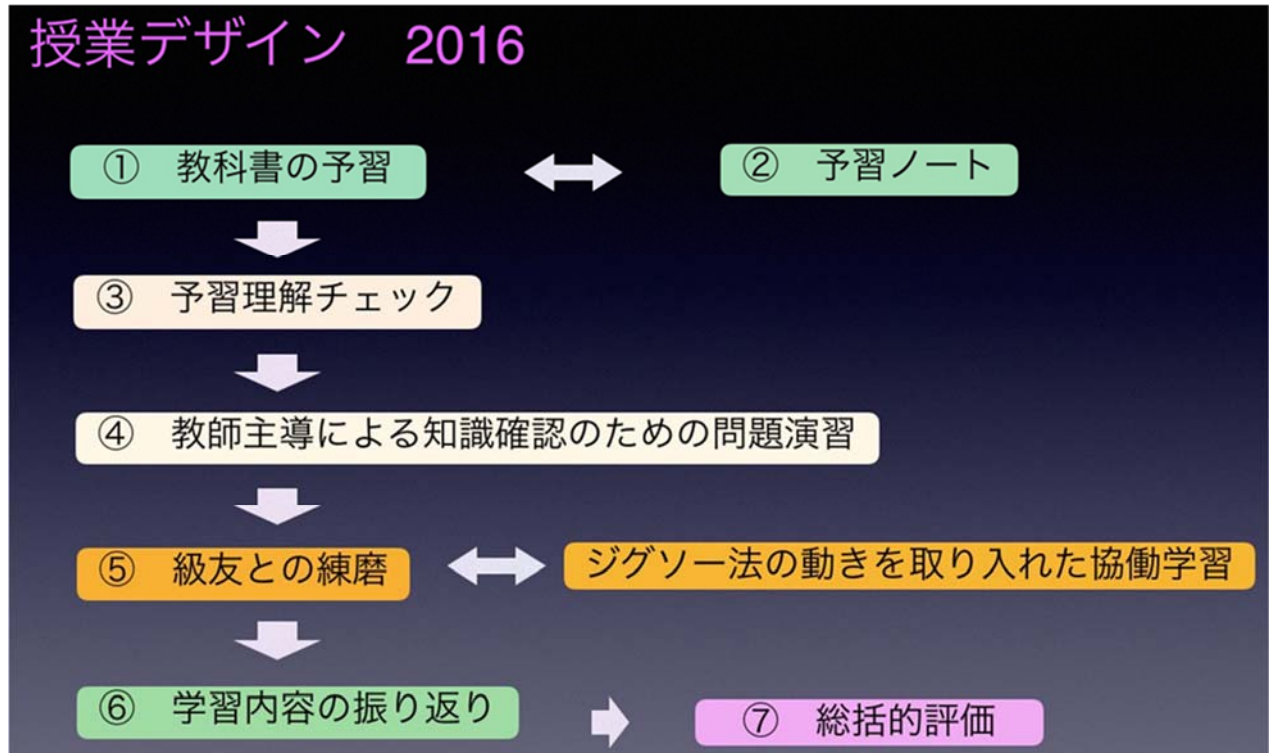 授業デザイン　2016
①　教科書の予習
②　予習ノート
③　予習理解チェック
④　教師主導による知識確認のための問題演習
⑤　級友との練磨
ジグソー法の動きを取り入れた協働学習
⑥　学習内容の振り返り
⑦　総括的評価